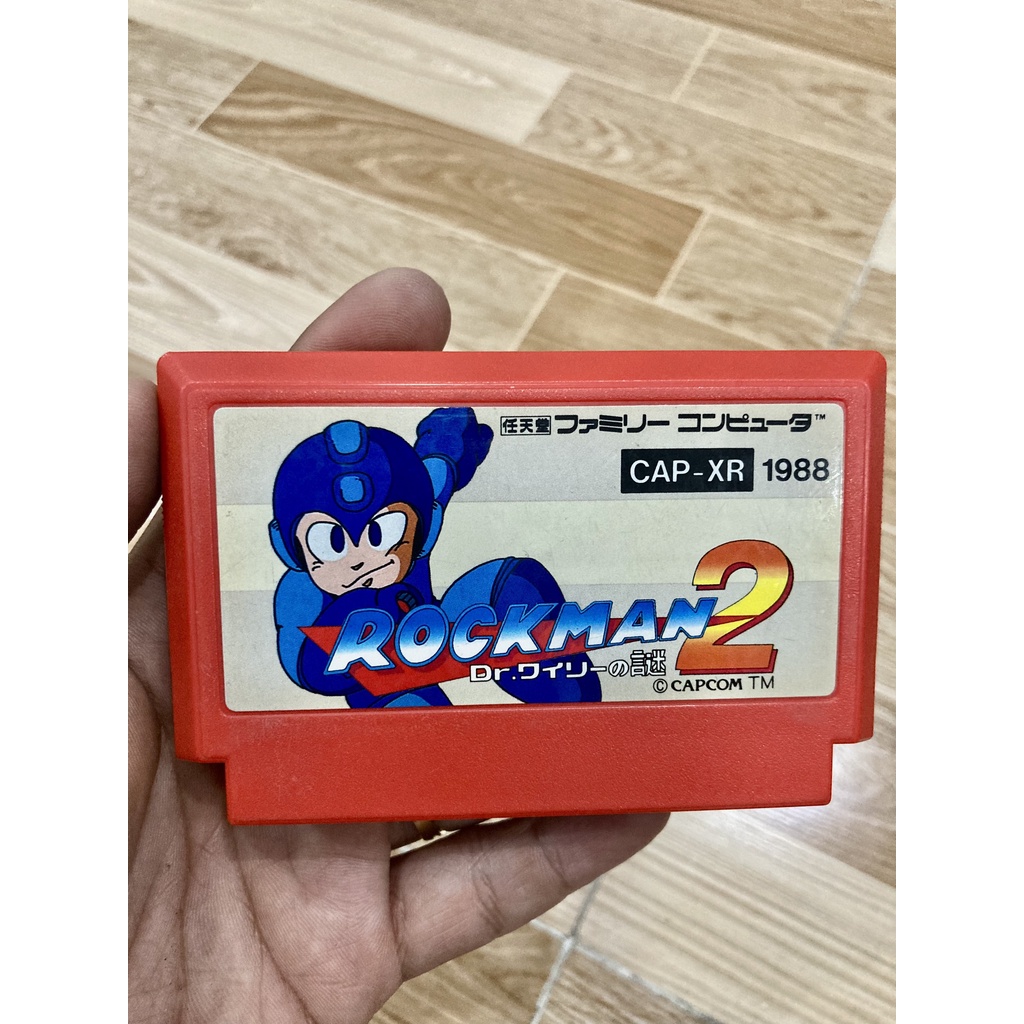 任天堂 ファミリー コンピュータ™
CAP-XR 1988
ROCKMAN 2
Dr.ワイリーの謎
© CAPCOM TM